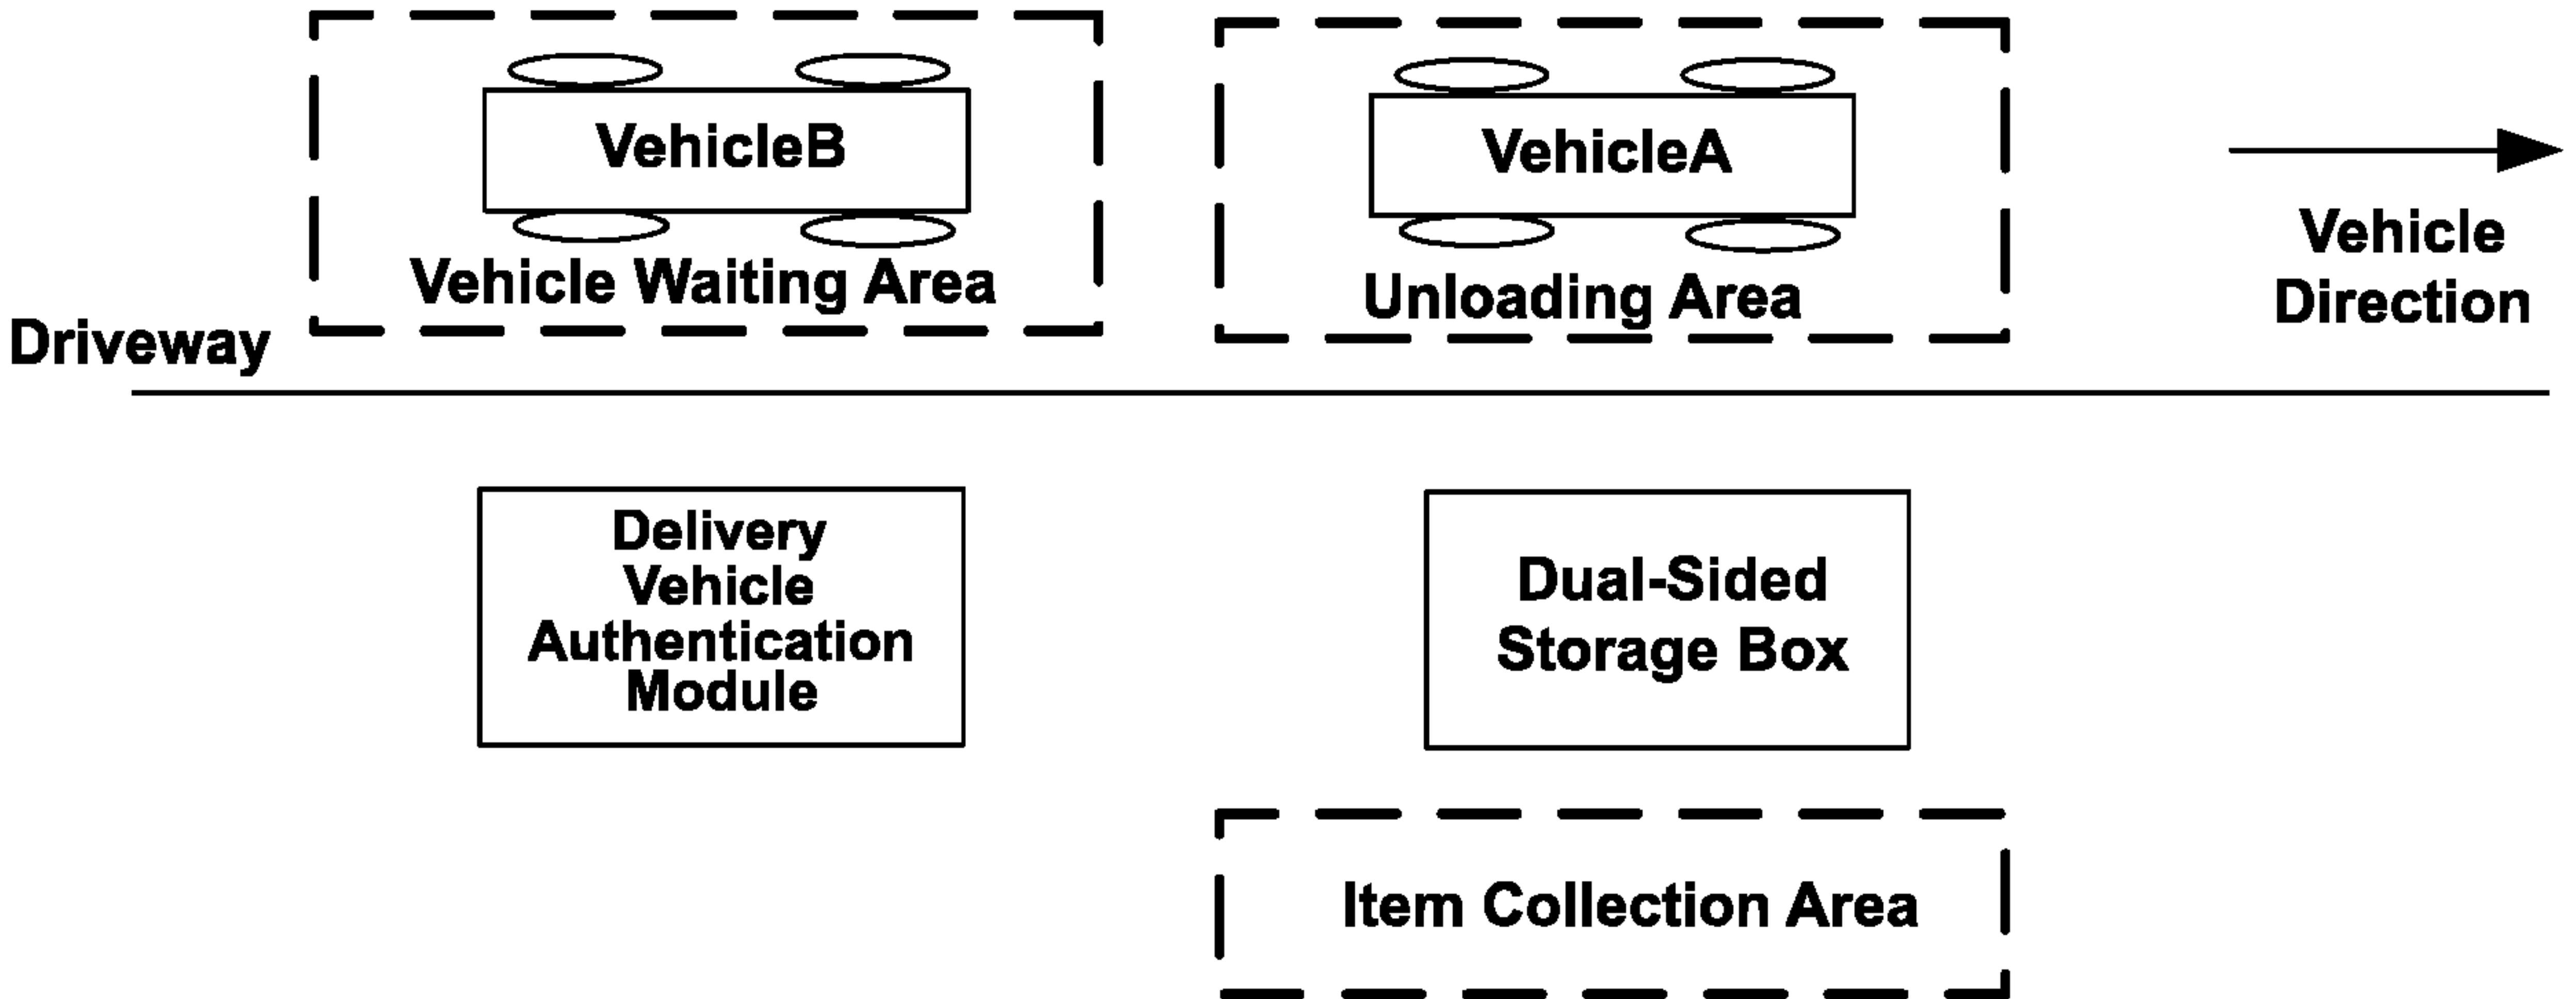 VehicleB
Vehicle Waiting Area
VehicleA
Unloading Area
Vehicle
Direction
Driveway
Delivery
Vehicle
Authentication
Module
Dual-Sided
Storage Box
Item Collection Area